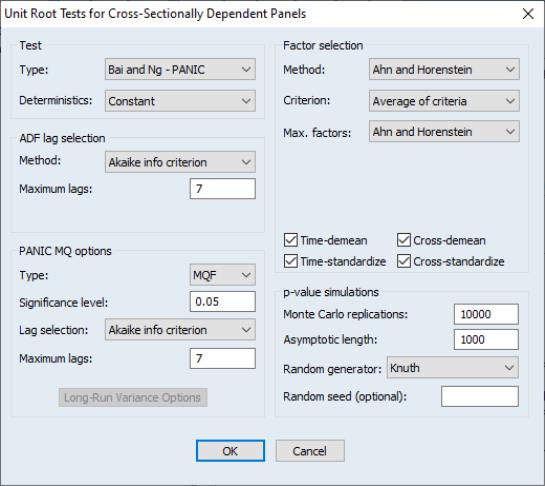 Unit Root Tests for Cross-Sectionally Dependent Panels
Test
Type: Bai and Ng - PANIC
Deterministics: Constant
ADF lag selection
Method: Akaike info criterion
Maximum lags: 7
PANIC MQ options
Type: MQF
Significance level: 0.05
Lag selection: Akaike info criterion
Maximum lags: 7
Long-Run Variance Options
Factor selection
Method: Ahn and Horenstein
Criterion: Average of criteria
Max. factors: Ahn and Horenstein
Time-demean Cross-demean
Time-standardize Cross-standardize
p-value simulations
Monte Carlo replications: 10000
Asymptotic length: 1000
Random generator: Knuth
Random seed (optional):
OK Cancel